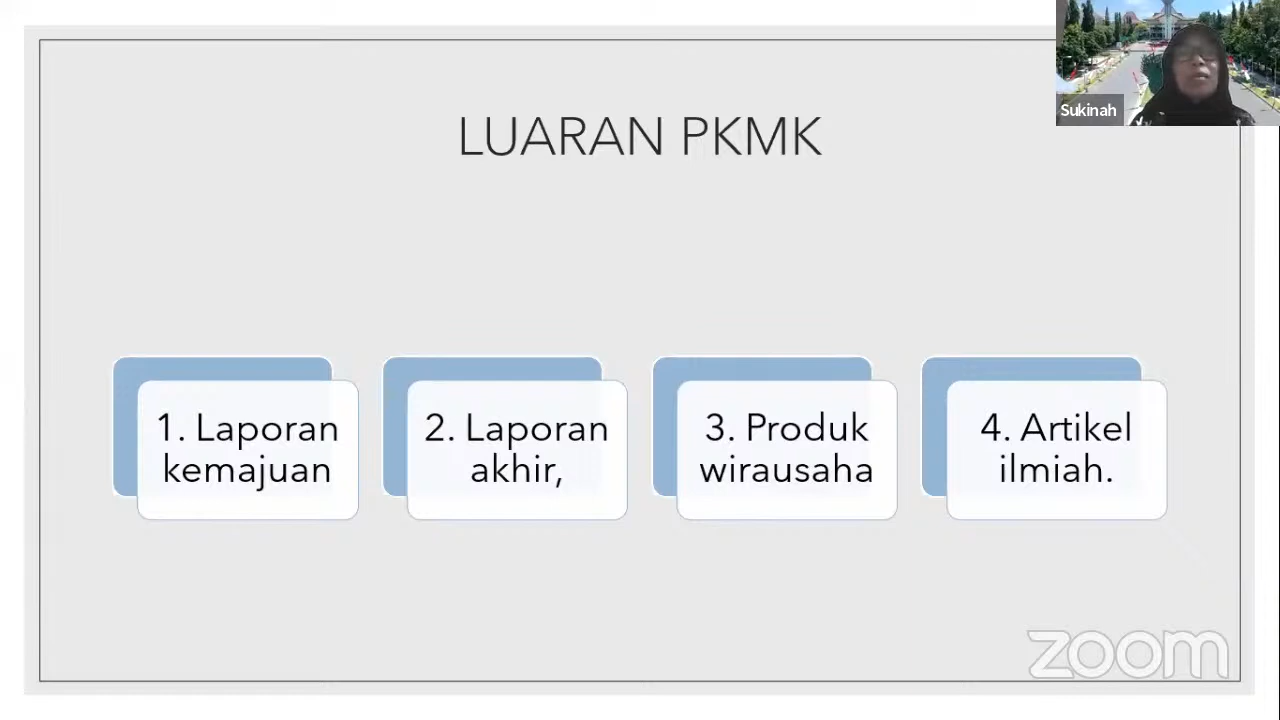 LUARAN PKMK
Sukinah
1. Laporan
kemajuan
2. Laporan
akhir,
3. Produk
wirausaha
4. Artikel
ilmiah.
zoom